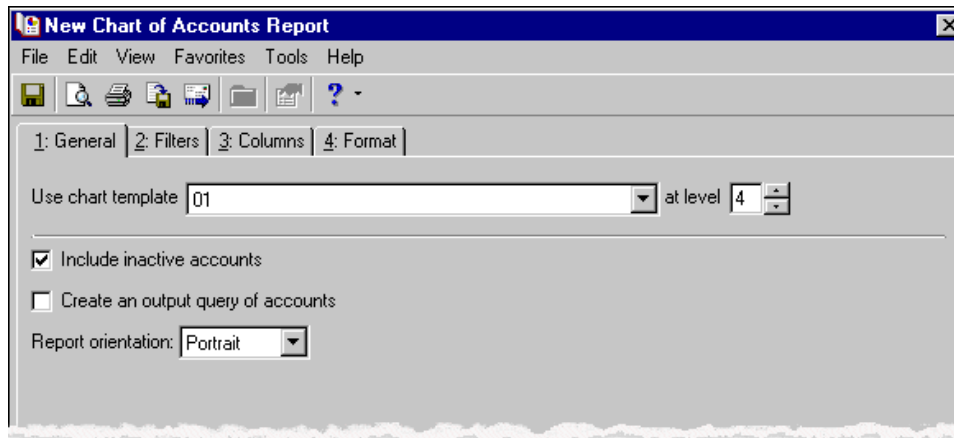 New Chart of Accounts Report
File Edit View Favorites Tools Help
?
1: General 2: Filters 3: Columns 4: Format
Use chart template 01 at level 4
Include inactive accounts
Create an output query of accounts
Report orientation: Portrait